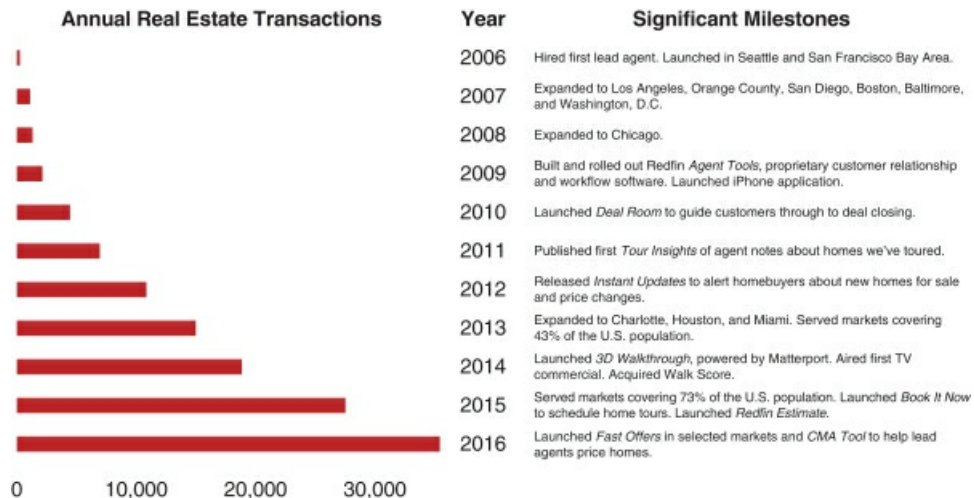 Annual Real Estate Transactions Year Significant Milestones
2006 Hired first lead agent. Launched in Seattle and San Francisco Bay Area.
2007 Expanded to Los Angeles, Orange County, San Diego, Boston, Baltimore,
and Washington, D.C.
2008 Expanded to Chicago.
2009 Built and rolled out Redfin Agent Tools, proprietary customer relationship
and workflow software. Launched iPhone application.
2010 Launched Deal Room to guide customers through to deal closing.
2011 Published first Tour Insights of agent notes about homes we've toured.
2012 Released Instant Updates to alert homebuyers about new homes for sale
and price changes.
2013 Expanded to Charlotte, Houston, and Miami. Served markets covering
43% of the U.S. population.
2014 Launched 3D Walkthrough, powered by Matterport. Aired first TV
commercial. Acquired Walk Score.
2015 Served markets covering 73% of the U.S. population. Launched Book It Now
to schedule home tours. Launched Redfin Estimate.
2016 Launched Fast Offers in selected markets and CMA Tool to help lead
agents price homes.
0 10,000 20,000 30,000